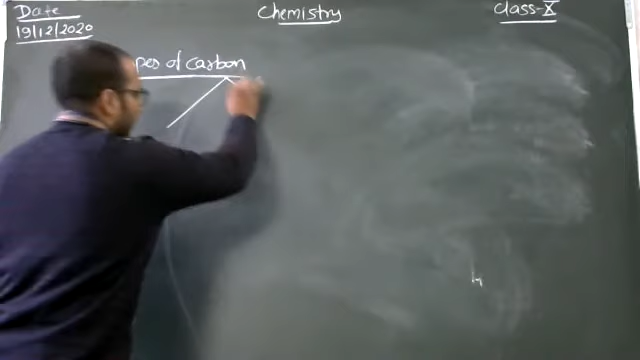 Date
19/12/2020
Chemistry
Class-X
pes of carbon